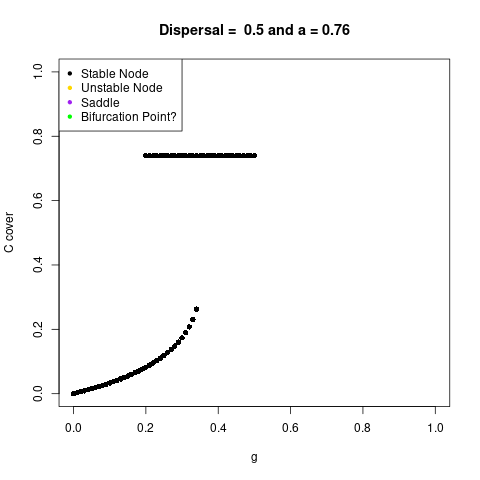 Dispersal =  0.5 and a = 0.76
Stable Node
Unstable Node
Saddle
Bifurcation Point?
C cover
1.0
0.8
0.6
0.4
0.2
0.0
0.0 0.2 0.4 0.6 0.8 1.0
g